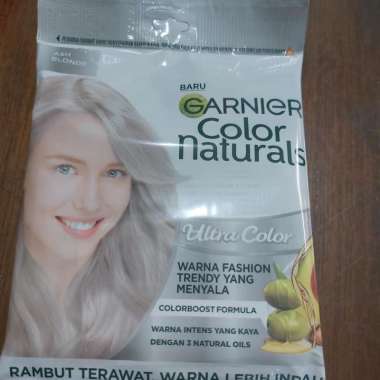 ASH
BLONDE
BARU
GARNIER
Color
naturals
Ultra Color
WARNA FASHION
TRENDY YANG
MENYALA
COLORBOOST FORMULA
WARNA INTENS YANG KAYA
DENGAN 3 NATURAL OILS
RAMBUT TERAWAT, WARNA LEBIH INDAH